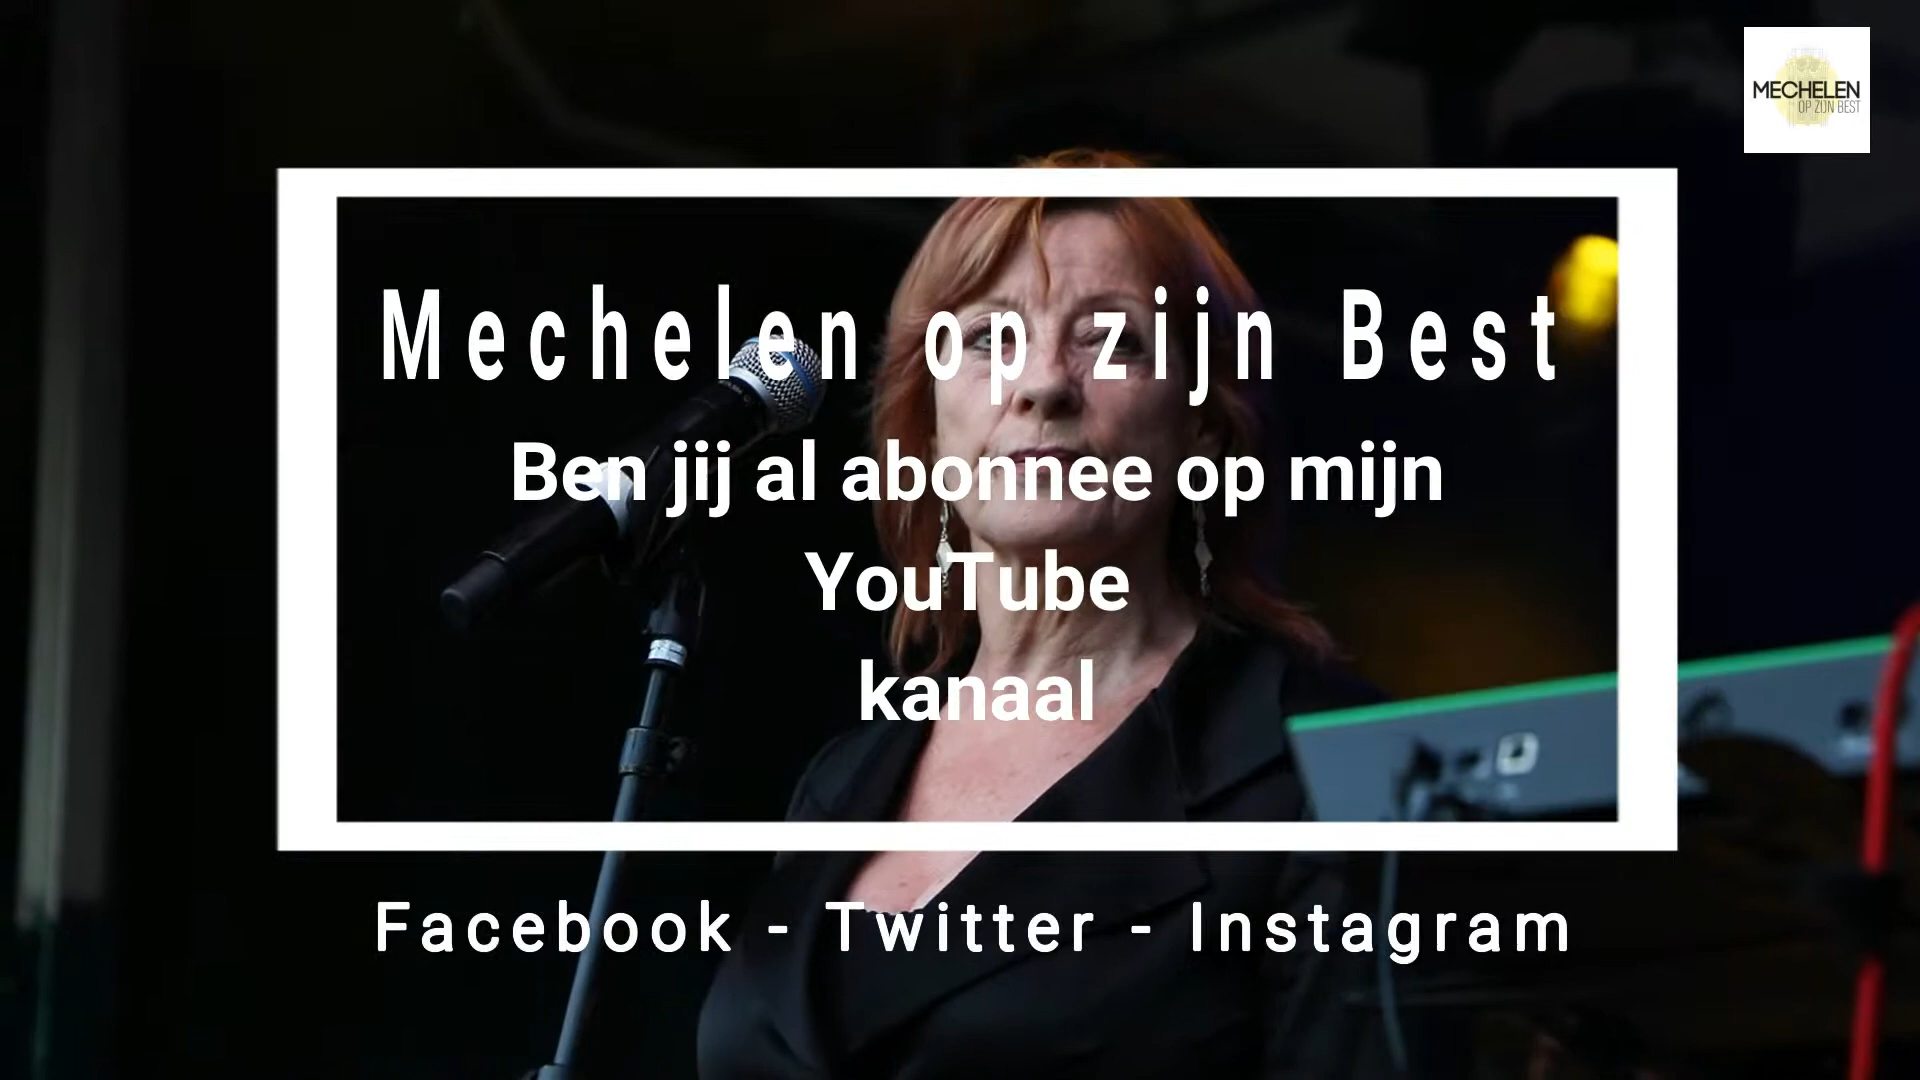 MECHELEN
OP ZIJN BEST
Mechelen op zijn Best
Ben jij al abonnee op mijn
YouTube
kanaal
Facebook - Twitter - Instagram